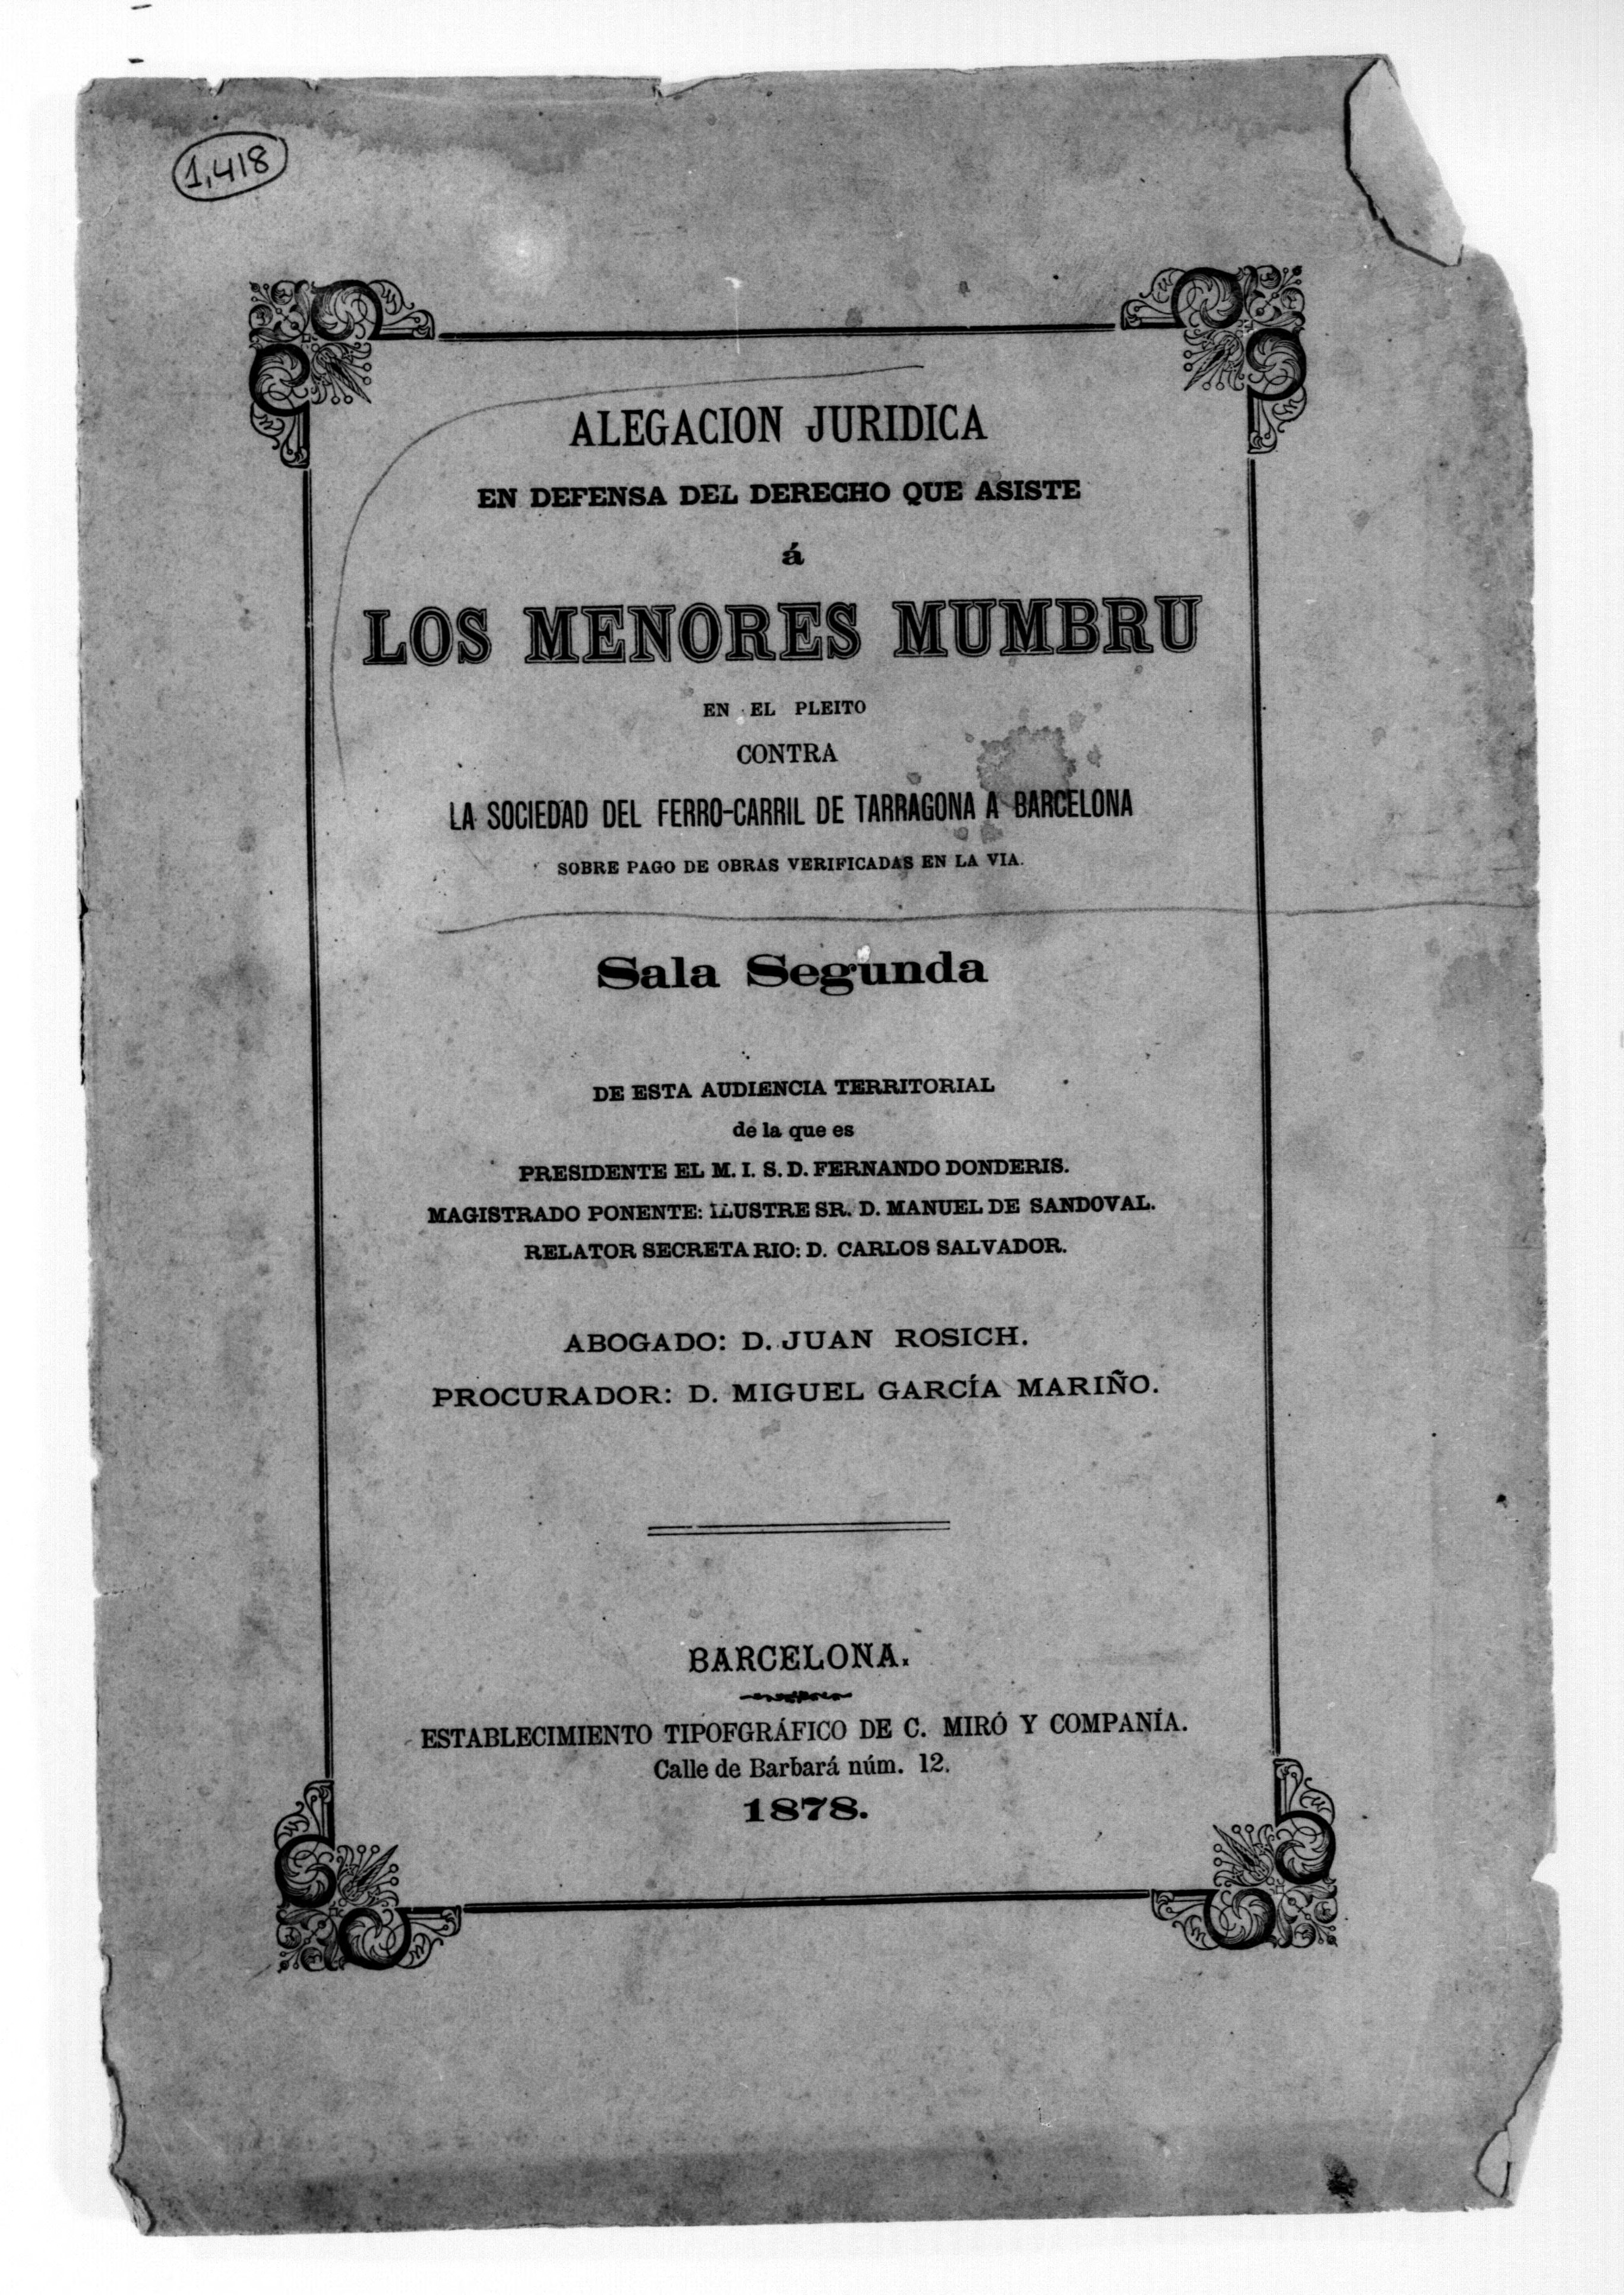 1,418
ALEGACION JURIDICA
EN DEFENSA DEL DERECHO QUE ASISTE
á
LOS MENORES MUMBRU
EN EL PLEITO
CONTRA
LA SOCIEDAD DEL FERRO-CARRIL DE TARRAGONA A BARCELONA
SOBRE PAGO DE OBRAS VERIFICADAS EN LA VIA.
Sala Segunda
DE ESTA AUDIENCIA TERRITORIAL
de la que es
PRESIDENTE EL M. I. S. D. FERNANDO DONDERIS.
MAGISTRADO PONENTE: ILUSTRE SR. D. MANUEL DE SANDOVAL.
RELATOR SECRETARIO: D. CARLOS SALVADOR.
ABOGADO: D. JUAN ROSICH.
PROCURADOR: D. MIGUEL GARCÍA MARIÑO.
BARCELONA.
ESTABLECIMIENTO TIPOFGRÁFICO DE C. MIRÓ Y COMPANÍA.
Calle de Barbará núm. 12.
1878.